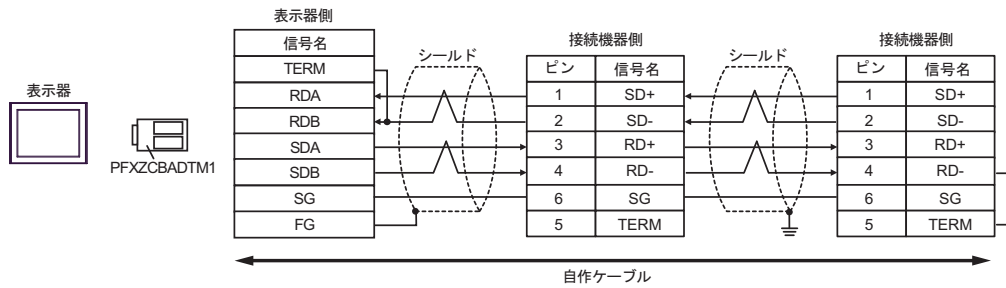 表示器
PFXZCBADTM1
表示器側
信号名
TERM
RDA
RDB
SDA
SDB
SG
FG
シールド
接続機器側
ピン 信号名
1 SD+
2 SD-
3 RD+
4 RD-
6 SG
5 TERM
シールド
接続機器側
ピン 信号名
1 SD+
2 SD-
3 RD+
4 RD-
6 SG
5 TERM
自作ケーブル